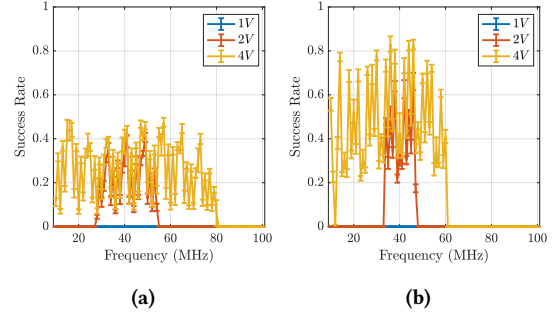 1
0.8
0.6
0.4
0.2
0
20 40 60 80 100
Frequency (MHz)
Success Rate
1V
2V
4V
(a)
1
0.8
0.6
0.4
0.2
0
20 40 60 80 100
Frequency (MHz)
Success Rate
1V
2V
4V
(b)